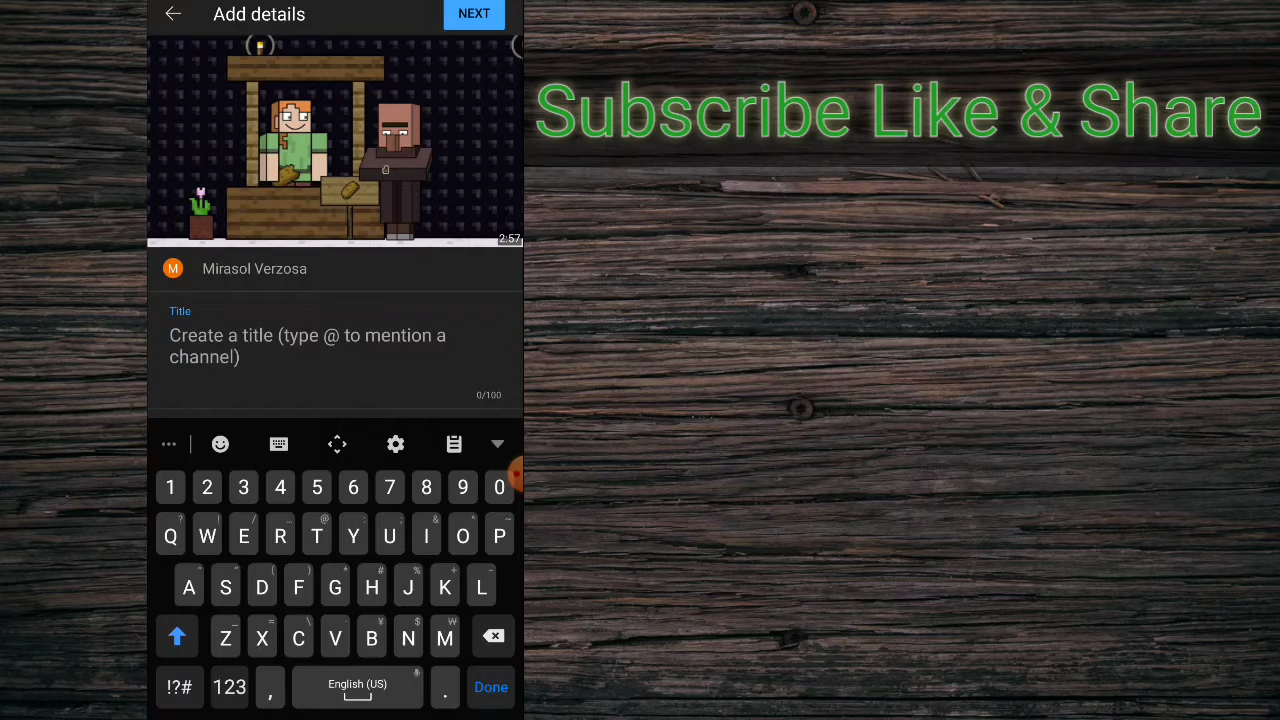 Add details
NEXT
Subscribe Like & Share
2:57
M
Mirasol Verzosa
Title
Create a title (type @ to mention a
channel)
0/100
1 2 3 4 5 6 7 8 9 0
Q W E R T Y U I O P
A S D F G H J K L
Z X C V B N M
!?# 123 , English (US) . Done